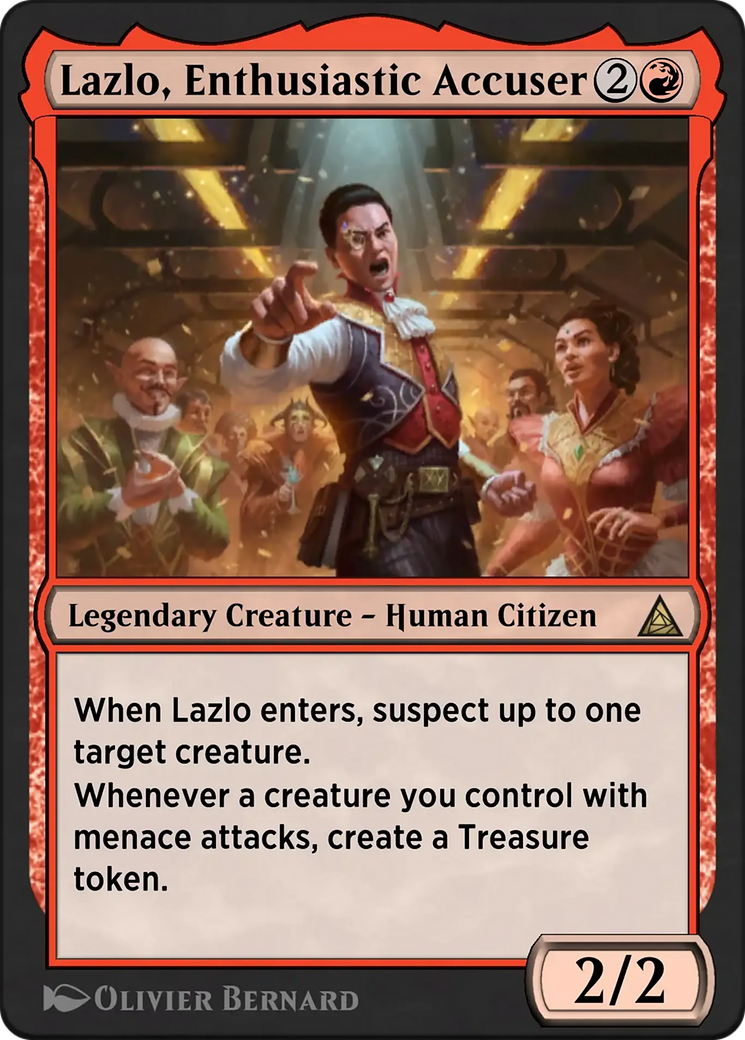 Lazlo, Enthusiastic Accuser 2
Legendary Creature – Human Citizen
When Lazlo enters, suspect up to one
target creature.
Whenever a creature you control with
menace attacks, create a Treasure
token.
2/2
Olivier Bernard